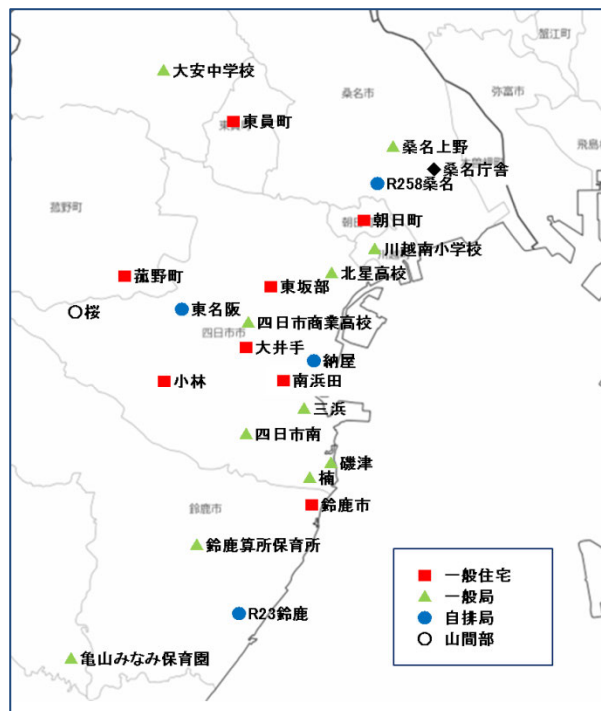 蟹江町
大安中学校
桑名市
弥富市
東員町
桑名上野
飛島
桑名庁舎
R258桑名
菰野町
朝日町
川越南小学校
菰野町
北星高校
東坂部
桜
東名阪
四日市商業高校
四日市市
大井手
納屋
小林
南浜田
三浜
四日市南
磯津
楠
鈴鹿市
鈴鹿市
鈴鹿算所保育所
一般住宅
一般局
R23鈴鹿
自排局
山間部
亀山みなみ保育園